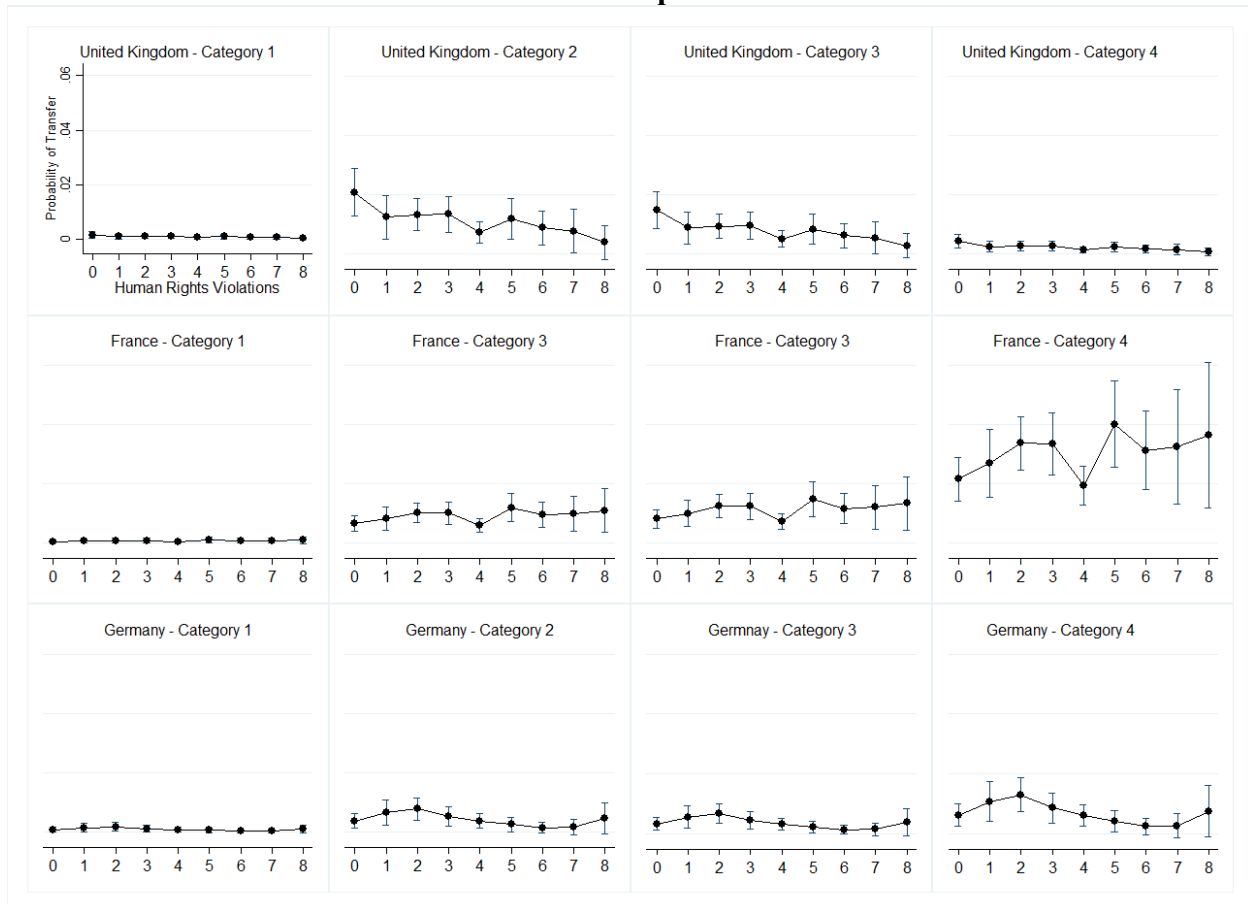 United Kingdom - Category 1
United Kingdom - Category 2
United Kingdom - Category 3
United Kingdom - Category 4
Probability of Transfer
.06
.04
.02
0
0 1 2 3 4 5 6 7 8
Human Rights Violations
0 1 2 3 4 5 6 7 8
0 1 2 3 4 5 6 7 8
0 1 2 3 4 5 6 7 8
France - Category 1
France - Category 3
France - Category 3
France - Category 4
0 1 2 3 4 5 6 7 8
0 1 2 3 4 5 6 7 8
0 1 2 3 4 5 6 7 8
0 1 2 3 4 5 6 7 8
Germany - Category 1
Germany - Category 2
Germnay - Category 3
Germany - Category 4
0 1 2 3 4 5 6 7 8
0 1 2 3 4 5 6 7 8
0 1 2 3 4 5 6 7 8
0 1 2 3 4 5 6 7 8